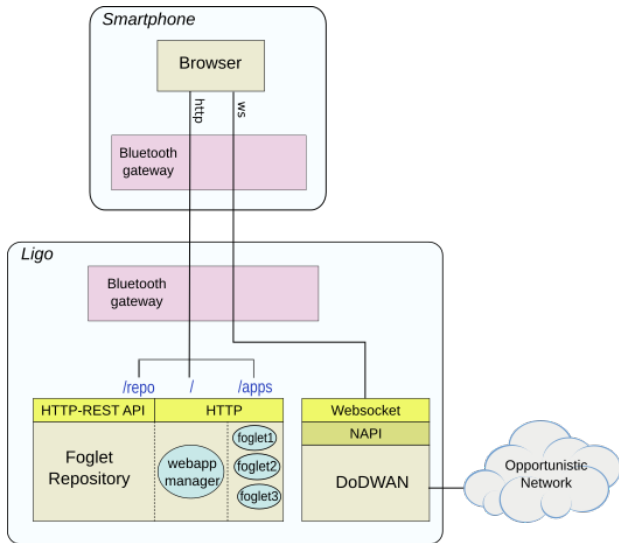 Smartphone
Browser
http
ws
Bluetooth
gateway
Ligo
Bluetooth
gateway
/repo
/
/apps
HTTP-REST API
HTTP
Websocket
NAPI
Foglet
Repository
webapp
manager
foglet1
foglet2
foglet3
DoDWAN
Opportunistic
Network